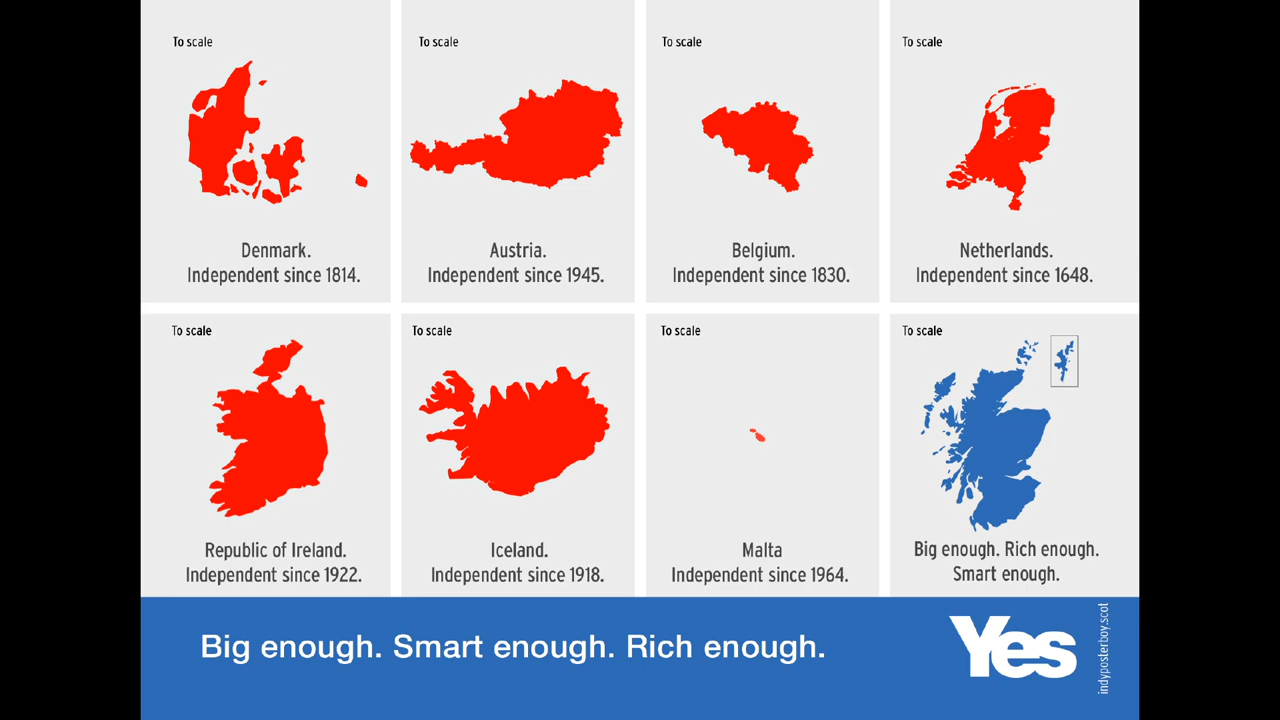 To scale
To scale
To scale
To scale
Denmark.
Independent since 1814.
Austria.
Independent since 1945.
Belgium.
Independent since 1830.
Netherlands.
Independent since 1648.
To scale
To scale
To scale
To scale
Republic of Ireland.
Independent since 1922.
Iceland.
Independent since 1918.
Malta
Independent since 1964.
Big enough. Rich enough.
Smart enough.
Big enough. Smart enough. Rich enough.
Yes
indyposterboy.scot